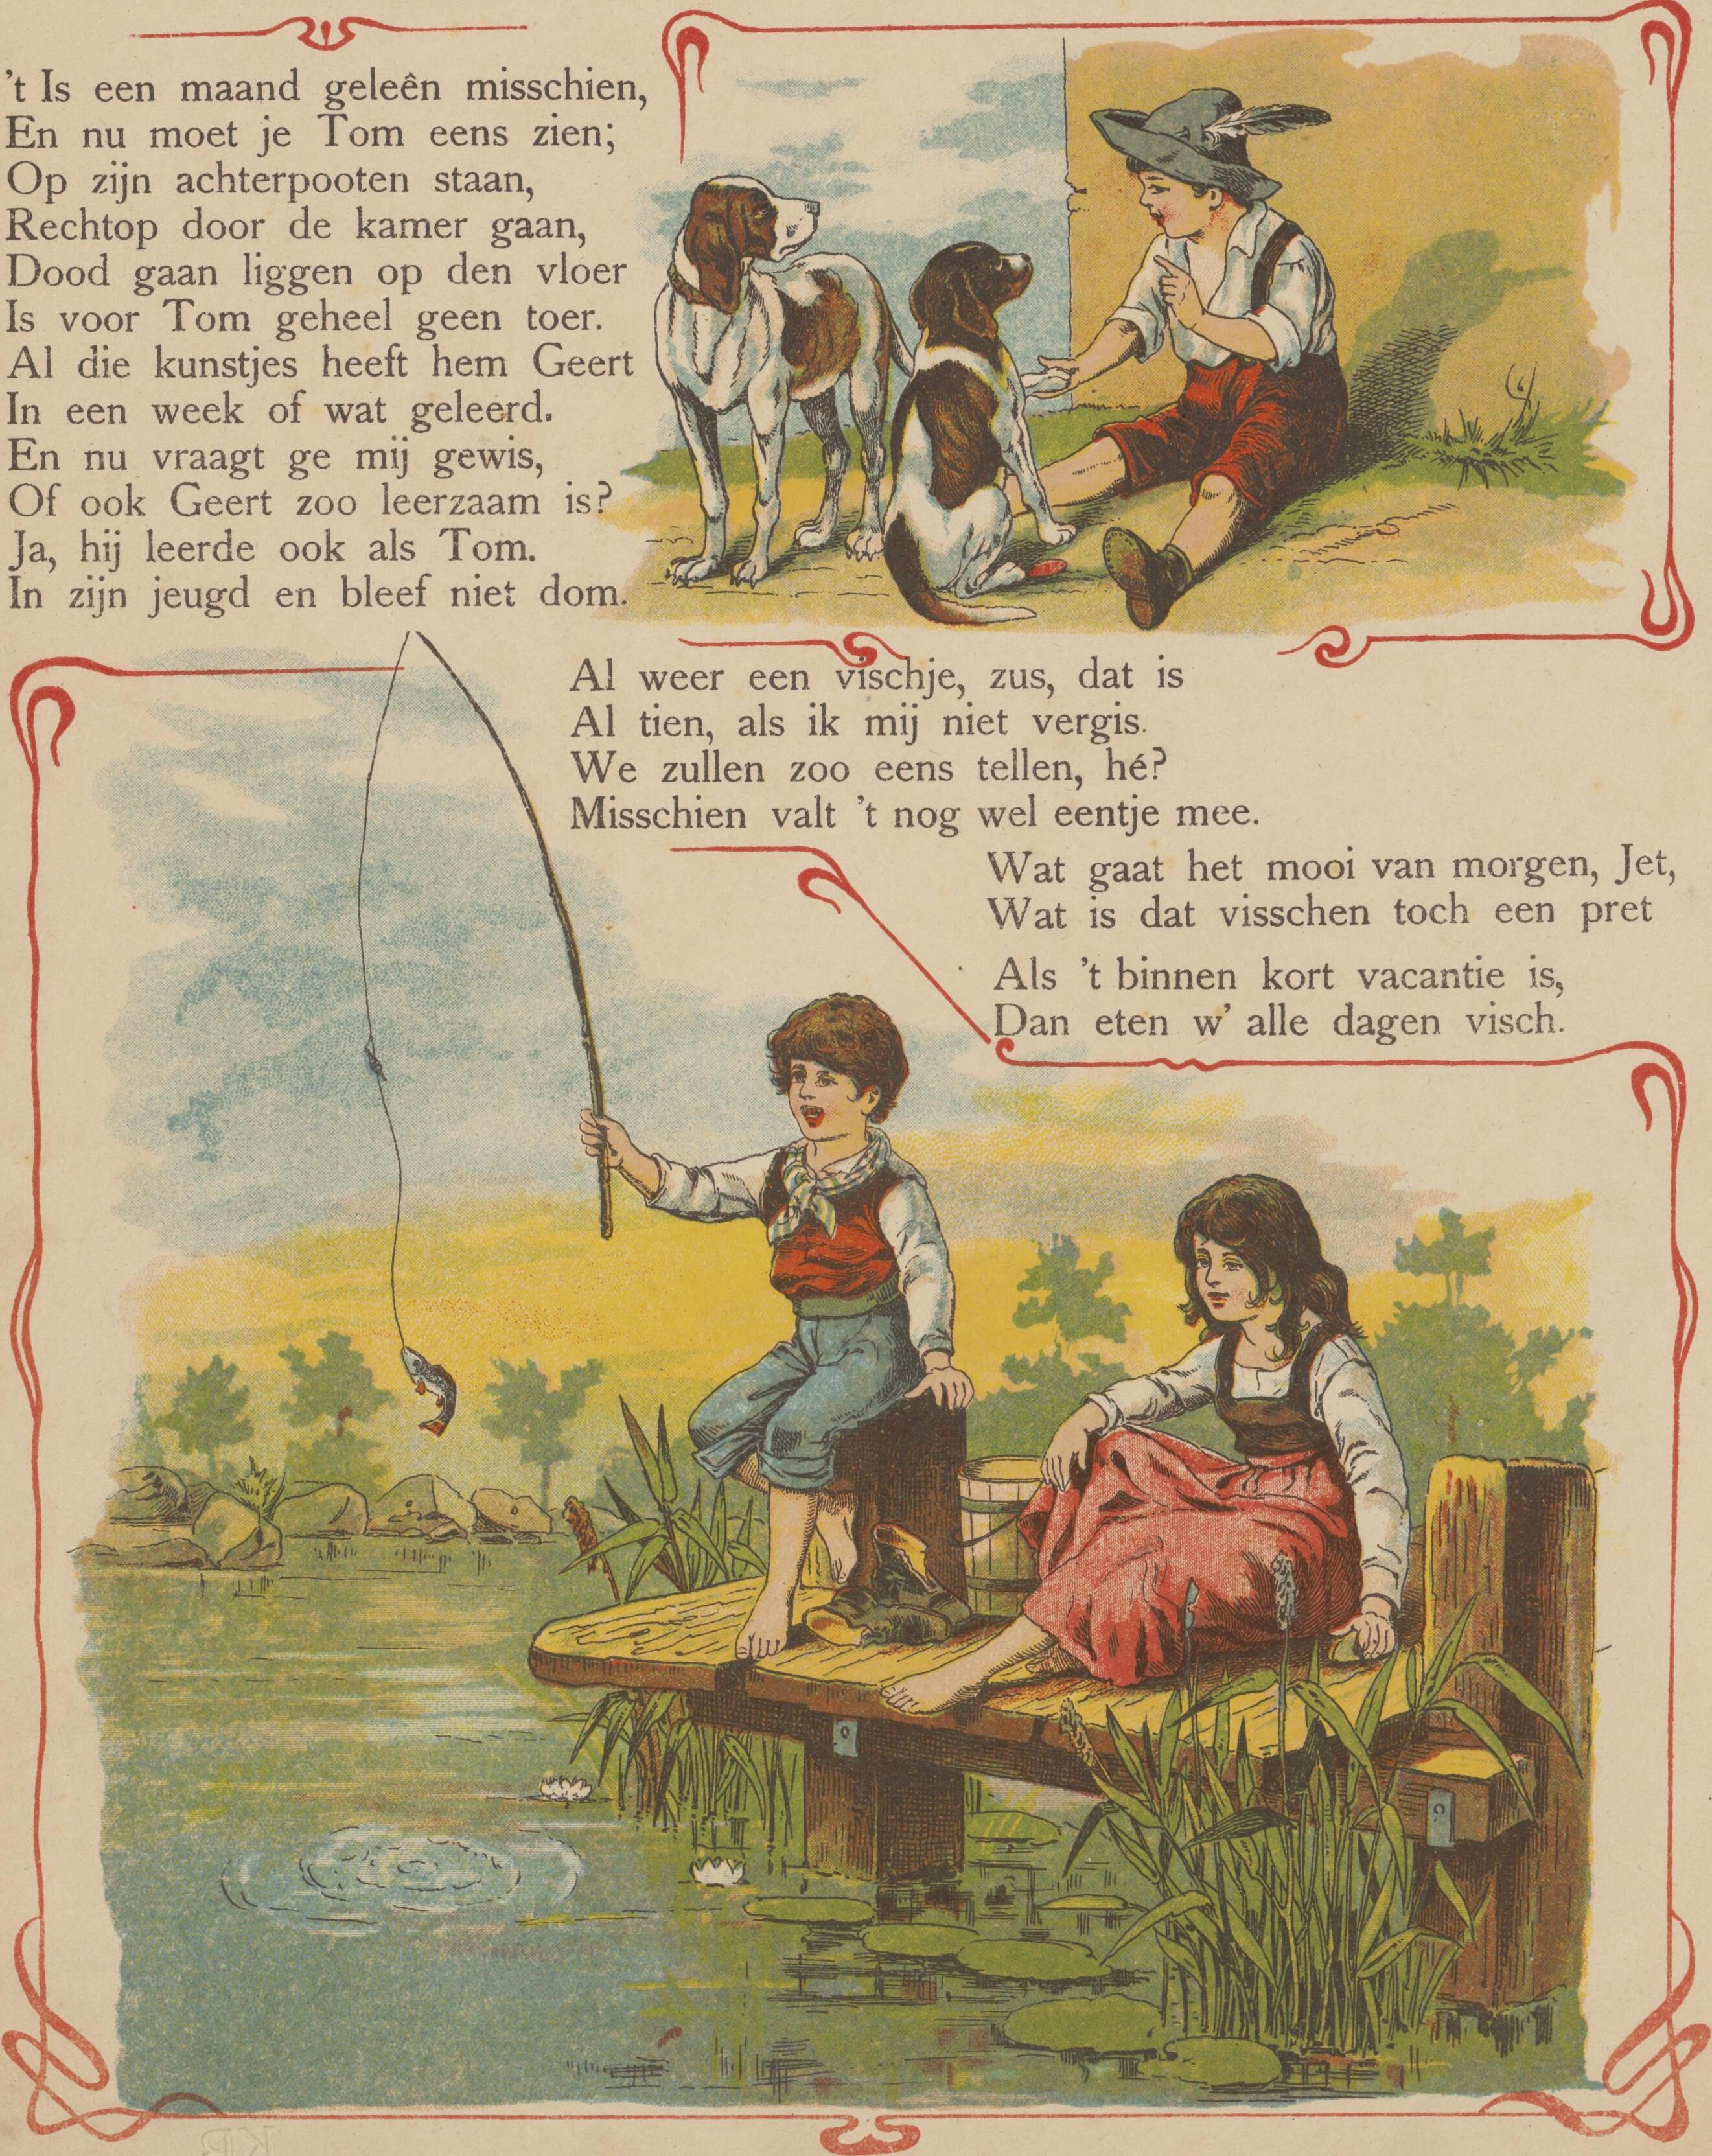 't Is een maand geleên misschien,
En nu moet je Tom eens zien;
Op zijn achterpooten staan,
Rechtop door de kamer gaan,
Dood gaan liggen op den vloer
Is voor Tom geheel geen toer.
Al die kunstjes heeft hem Geert
In een week of wat geleerd.
En nu vraagt ge mij gewis,
Of ook Geert zoo leerzaam is?
Ja, hij leerde ook als Tom.
In zijn jeugd en bleef niet dom.
Al weer een vischje, zus, dat is
Al tien, als ik mij niet vergis.
We zullen zoo eens tellen, hé?
Misschien valt 't nog wel eentje mee.
Wat gaat het mooi van morgen, Jet,
Wat is dat visschen toch een pret
Als 't binnen kort vacantie is,
Dan eten w' alle dagen visch.